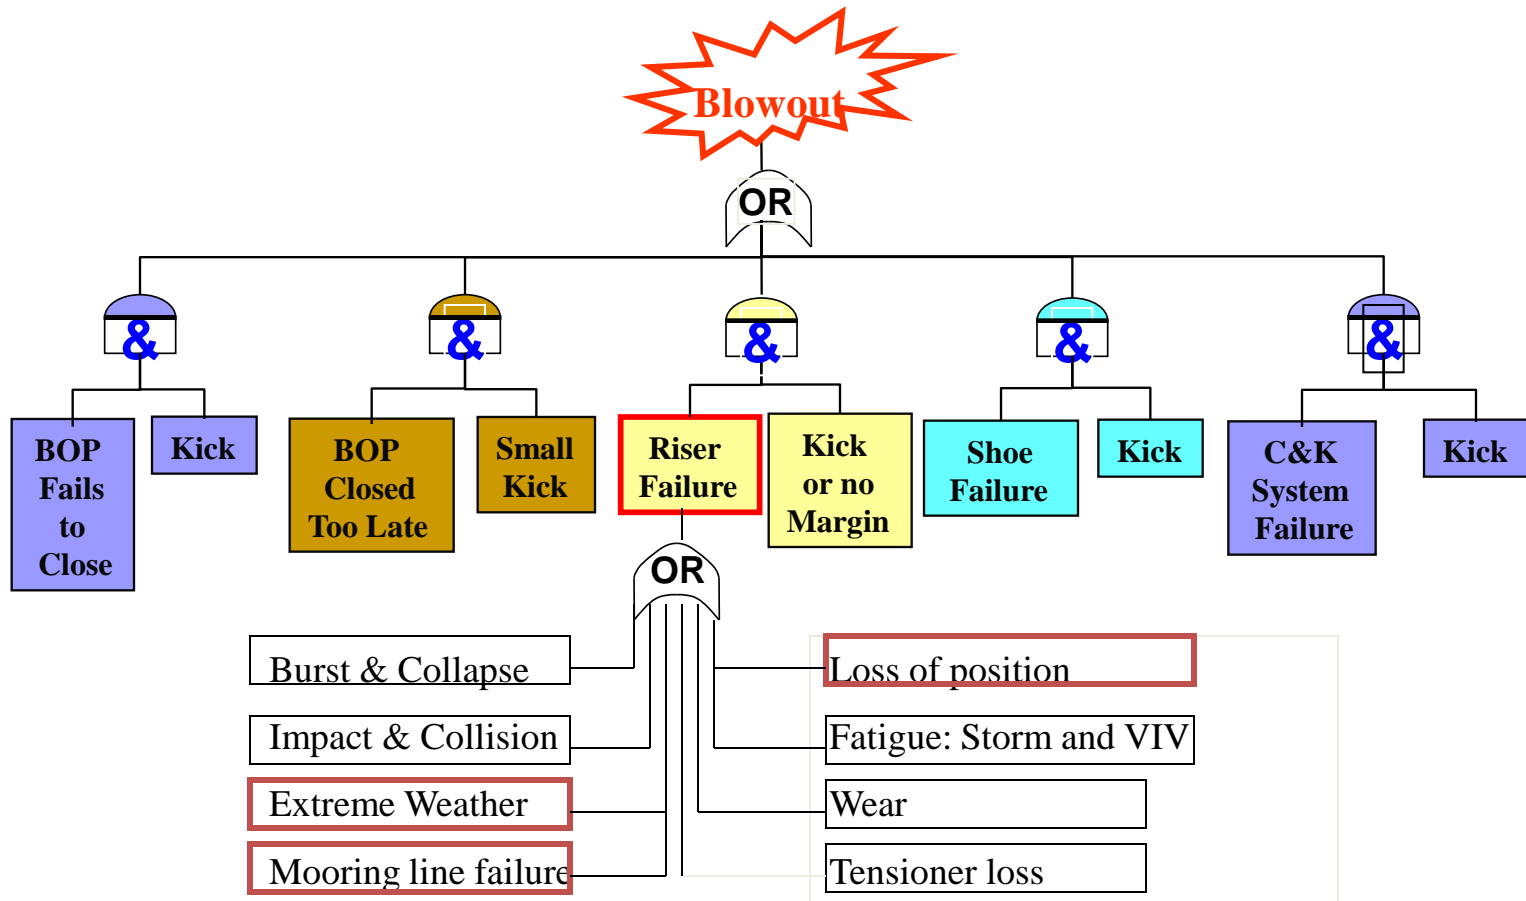 Blowout
OR
&
&
&
&
&
BOP
Fails
to
Close
Kick
BOP
Closed
Too Late
Small
Kick
Riser
Failure
Kick
or no
Margin
Shoe
Failure
Kick
C&K
System
Failure
Kick
OR
Burst & Collapse
Impact & Collision
Extreme Weather
Mooring line failure
Loss of position
Fatigue: Storm and VIV
Wear
Tensioner loss